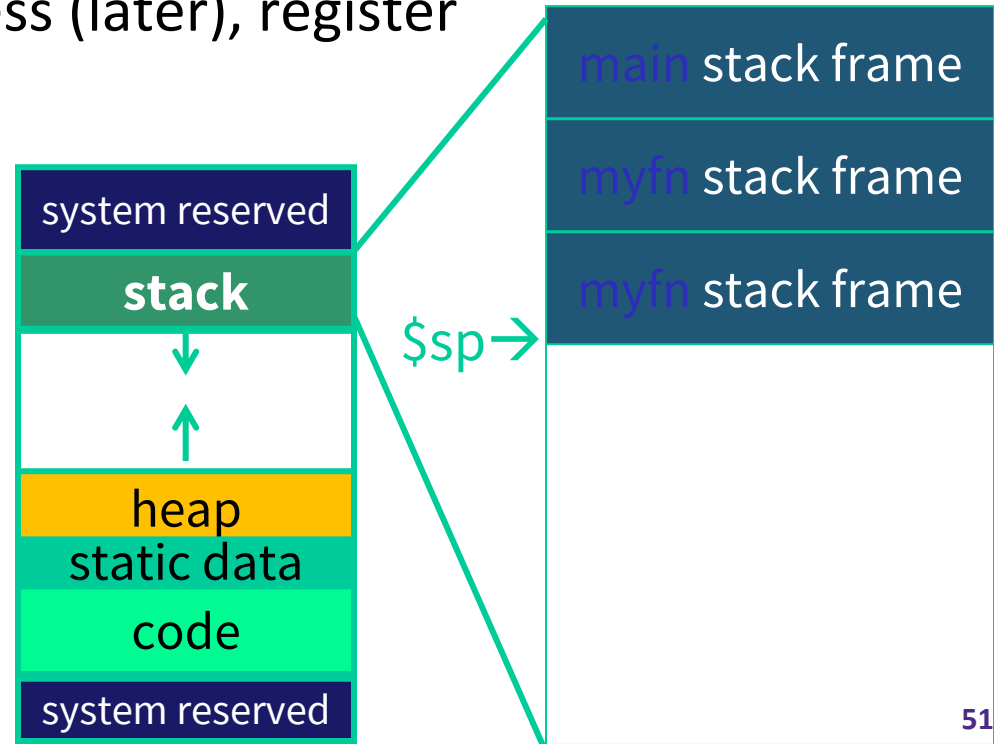 ess (later), register
main stack frame
myfn stack frame
myfn stack frame
$sp→
system reserved
stack
heap
static data
code
system reserved
51